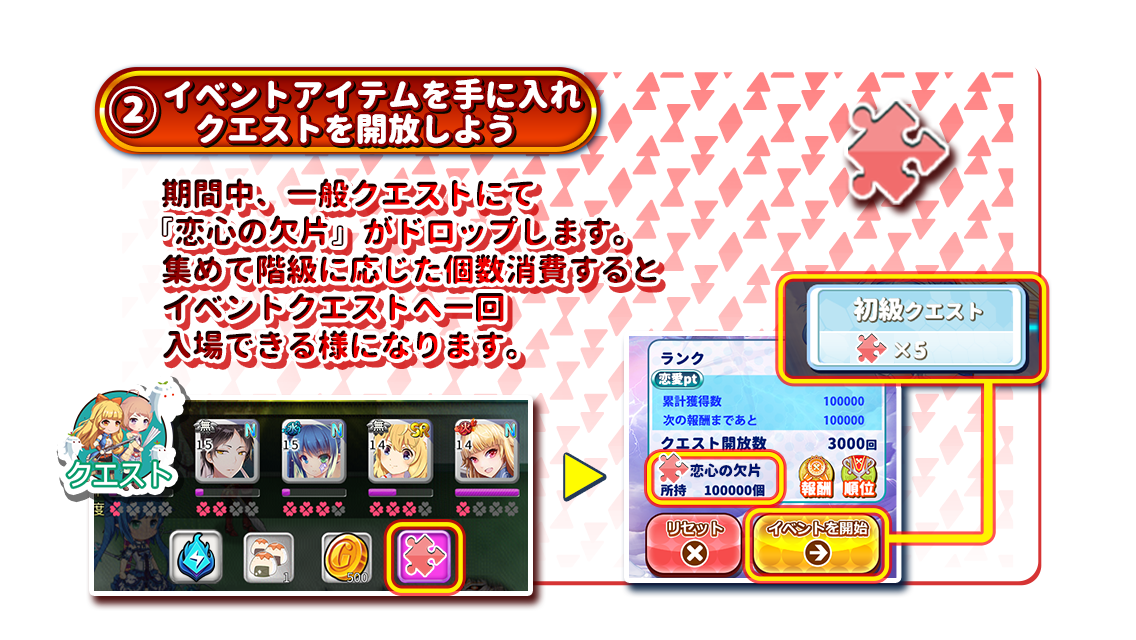 ② イベントアイテムを手に入れ
クエストを開放しよう
期間中、一般クエストにて
『恋心の欠片』がドロップします。
集めて階級に応じた個数消費すると
イベントクエストへ一回
入場できる様になります。
クエスト
無 15 N
水 15 N
無 14 SP
火 14 N
度
1
G
500
初級クエスト
×5
ランク
恋愛pt
累計獲得数 100000
次の報酬まであと 100000
クエスト開放数 3000回
恋心の欠片
所持 100000個
報酬
順位
リセット
イベントを開始